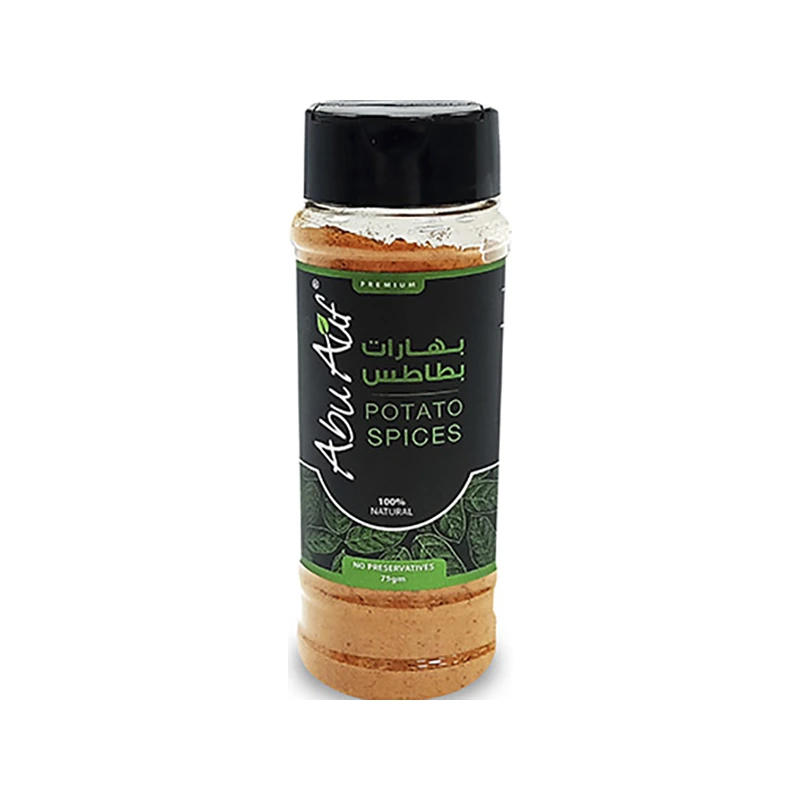 PREMIUM
Abu Auf®
بهارات
بطاطس
POTATO
SPICES
100%
NATURAL
NO PRESERVATIVES
75gm